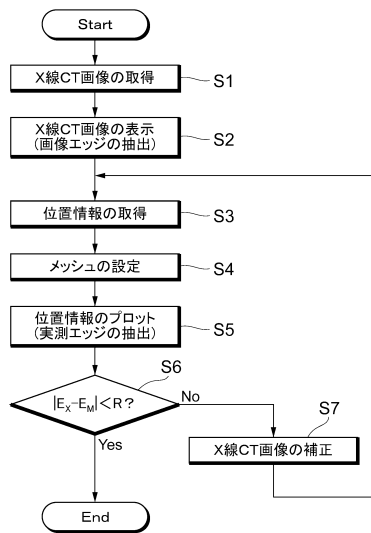 Start
X線CT画像の取得
S1
X線CT画像の表示
(画像エッジの抽出)
S2
位置情報の取得
S3
メッシュの設定
S4
位置情報のプロット
(実測エッジの抽出)
S5
S6
|EX−EM|<R?
No
Yes
S7
X線CT画像の補正
End